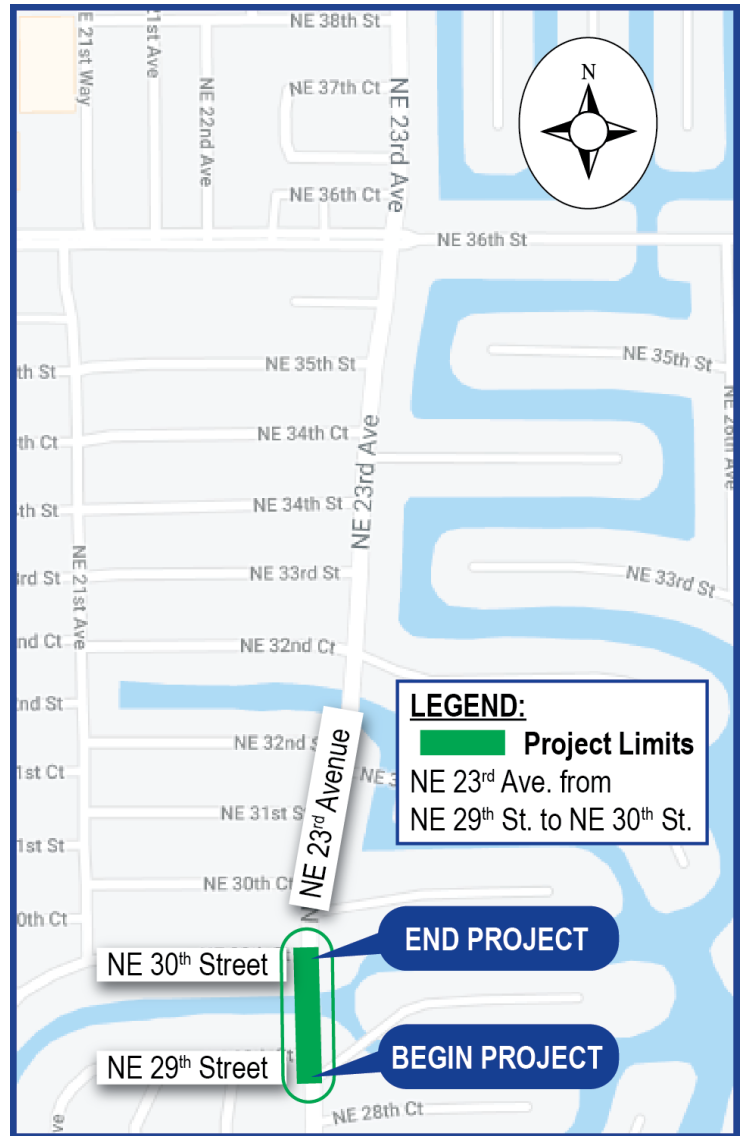 NE 38th St
E 21st Way
1st Ave
NE 22nd Ave
NE 37th Ct
NE 23rd Ave
N
NE 36th Ct
NE 36th St
NE 35th St
NE 35th St
th St
NE 26th Ave
NE 34th Ct
th Ct
NE 23rd Ave
NE 34th St
th St
NE 21st Ave
NE 33rd St
3rd St
NE 33rd St
NE 32nd Ct
nd Ct
nd St
LEGEND:
Project Limits
NE 23rd Ave. from
NE 29th St. to NE 30th St.
NE 23rd Avenue
NE 32nd S
NE 3
1st Ct
NE 31st S
1st St
NE 30th Ct
0th Ct
END PROJECT
NE 30th Street
NE 29th Street
BEGIN PROJECT
NE 28th Ct
ve